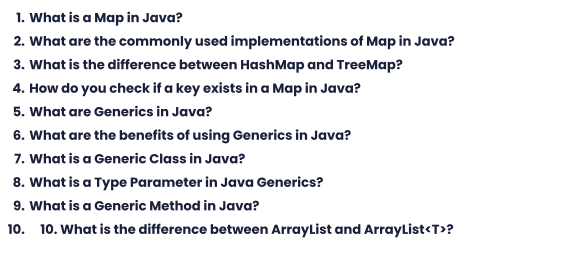 1. What is a Map in Java?
2. What are the commonly used implementations of Map in Java?
3. What is the difference between HashMap and TreeMap?
4. How do you check if a key exists in a Map in Java?
5. What are Generics in Java?
6. What are the benefits of using Generics in Java?
7. What is a Generic Class in Java?
8. What is a Type Parameter in Java Generics?
9. What is a Generic Method in Java?
10. 10. What is the difference between ArrayList and ArrayList<T>?